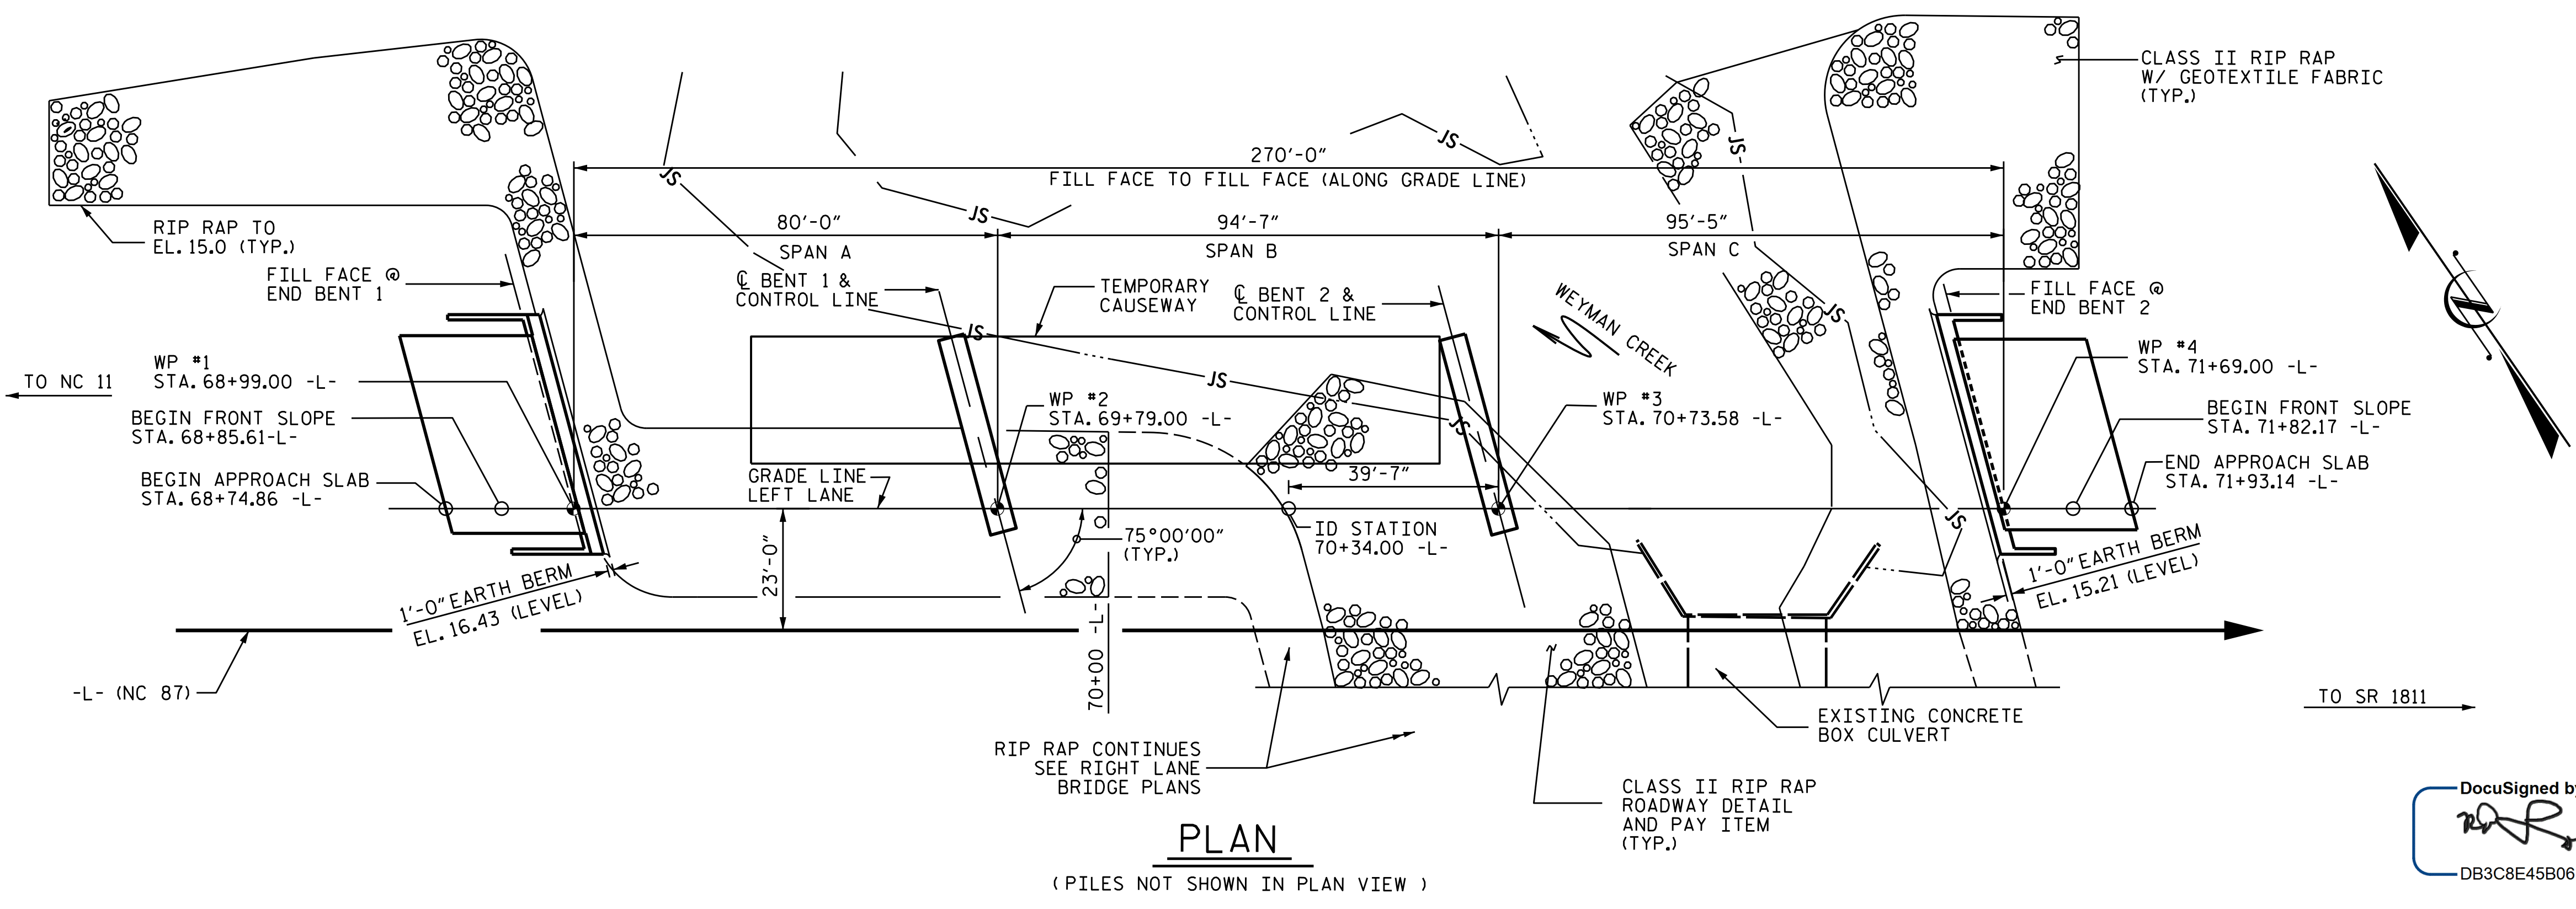 CLASS II RIP RAP
W/ GEOTEXTILE FABRIC
(TYP.)
270'-0"
FILL FACE TO FILL FACE (ALONG GRADE LINE)
RIP RAP TO
EL. 15.0 (TYP.)
80'-0"
SPAN A
94'-7"
SPAN B
95'-5"
SPAN C
JS
JS
JS
JS
JS
JS
JS
JS
JS
FILL FACE @
END BENT 1
℄ BENT 1 &
CONTROL LINE
TEMPORARY
CAUSEWAY
℄ BENT 2 &
CONTROL LINE
WEYMAN CREEK
FILL FACE @
END BENT 2
TO NC 11
WP #1
STA. 68+99.00 -L-
BEGIN FRONT SLOPE
STA. 68+85.61-L-
BEGIN APPROACH SLAB
STA. 68+74.86 -L-
WP #2
STA. 69+79.00 -L-
WP #3
STA. 70+73.58 -L-
WP #4
STA. 71+69.00 -L-
BEGIN FRONT SLOPE
STA. 71+82.17 -L-
END APPROACH SLAB
STA. 71+93.14 -L-
GRADE LINE
LEFT LANE
39'-7"
ID STATION
70+34.00 -L-
75°00'00"
(TYP.)
23'-0"
1'-0" EARTH BERM
EL. 16.43 (LEVEL)
1'-0" EARTH BERM
EL. 15.21 (LEVEL)
70+00 -L-
-L- (NC 87)
TO SR 1811
EXISTING CONCRETE
BOX CULVERT
RIP RAP CONTINUES
SEE RIGHT LANE
BRIDGE PLANS
CLASS II RIP RAP
ROADWAY DETAIL
AND PAY ITEM
(TYP.)
PLAN
( PILES NOT SHOWN IN PLAN VIEW )
DocuSigned by
DB3C8E45B06